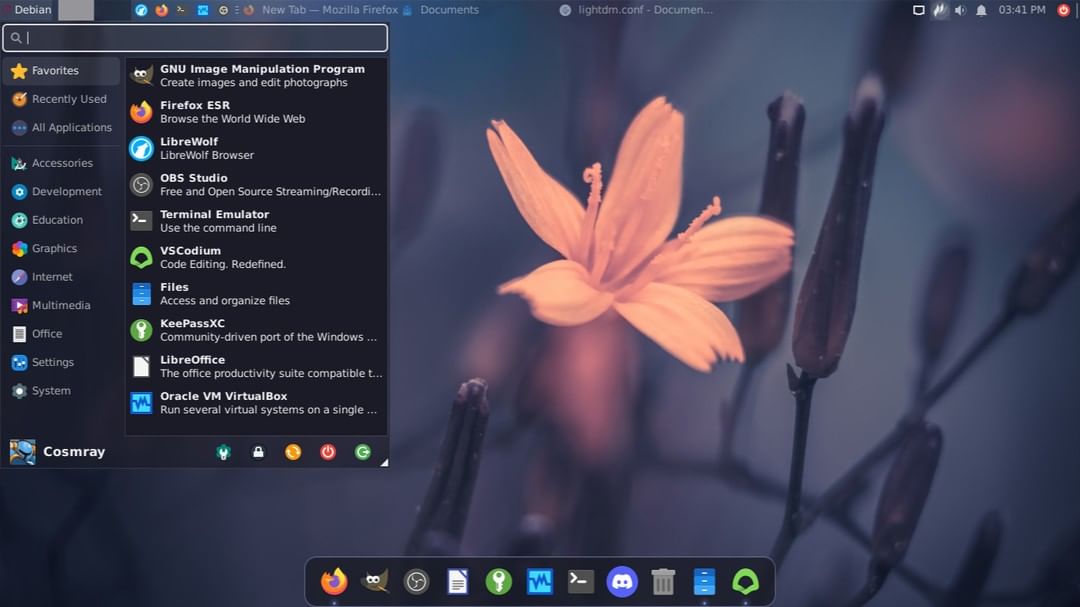 Debian
New Tab — Mozilla Firefox
Documents
lightdm.conf - Documen...
03:41 PM
Favorites
Recently Used
All Applications
Accessories
Development
Education
Graphics
Internet
Multimedia
Office
Settings
System
GNU Image Manipulation Program
Create images and edit photographs
Firefox ESR
Browse the World Wide Web
LibreWolf
LibreWolf Browser
OBS Studio
Free and Open Source Streaming/Recordi...
Terminal Emulator
Use the command line
VSCodium
Code Editing. Redefined.
Files
Access and organize files
KeePassXC
Community-driven port of the Windows ...
LibreOffice
The office productivity suite compatible t...
Oracle VM VirtualBox
Run several virtual systems on a single ...
Cosmray